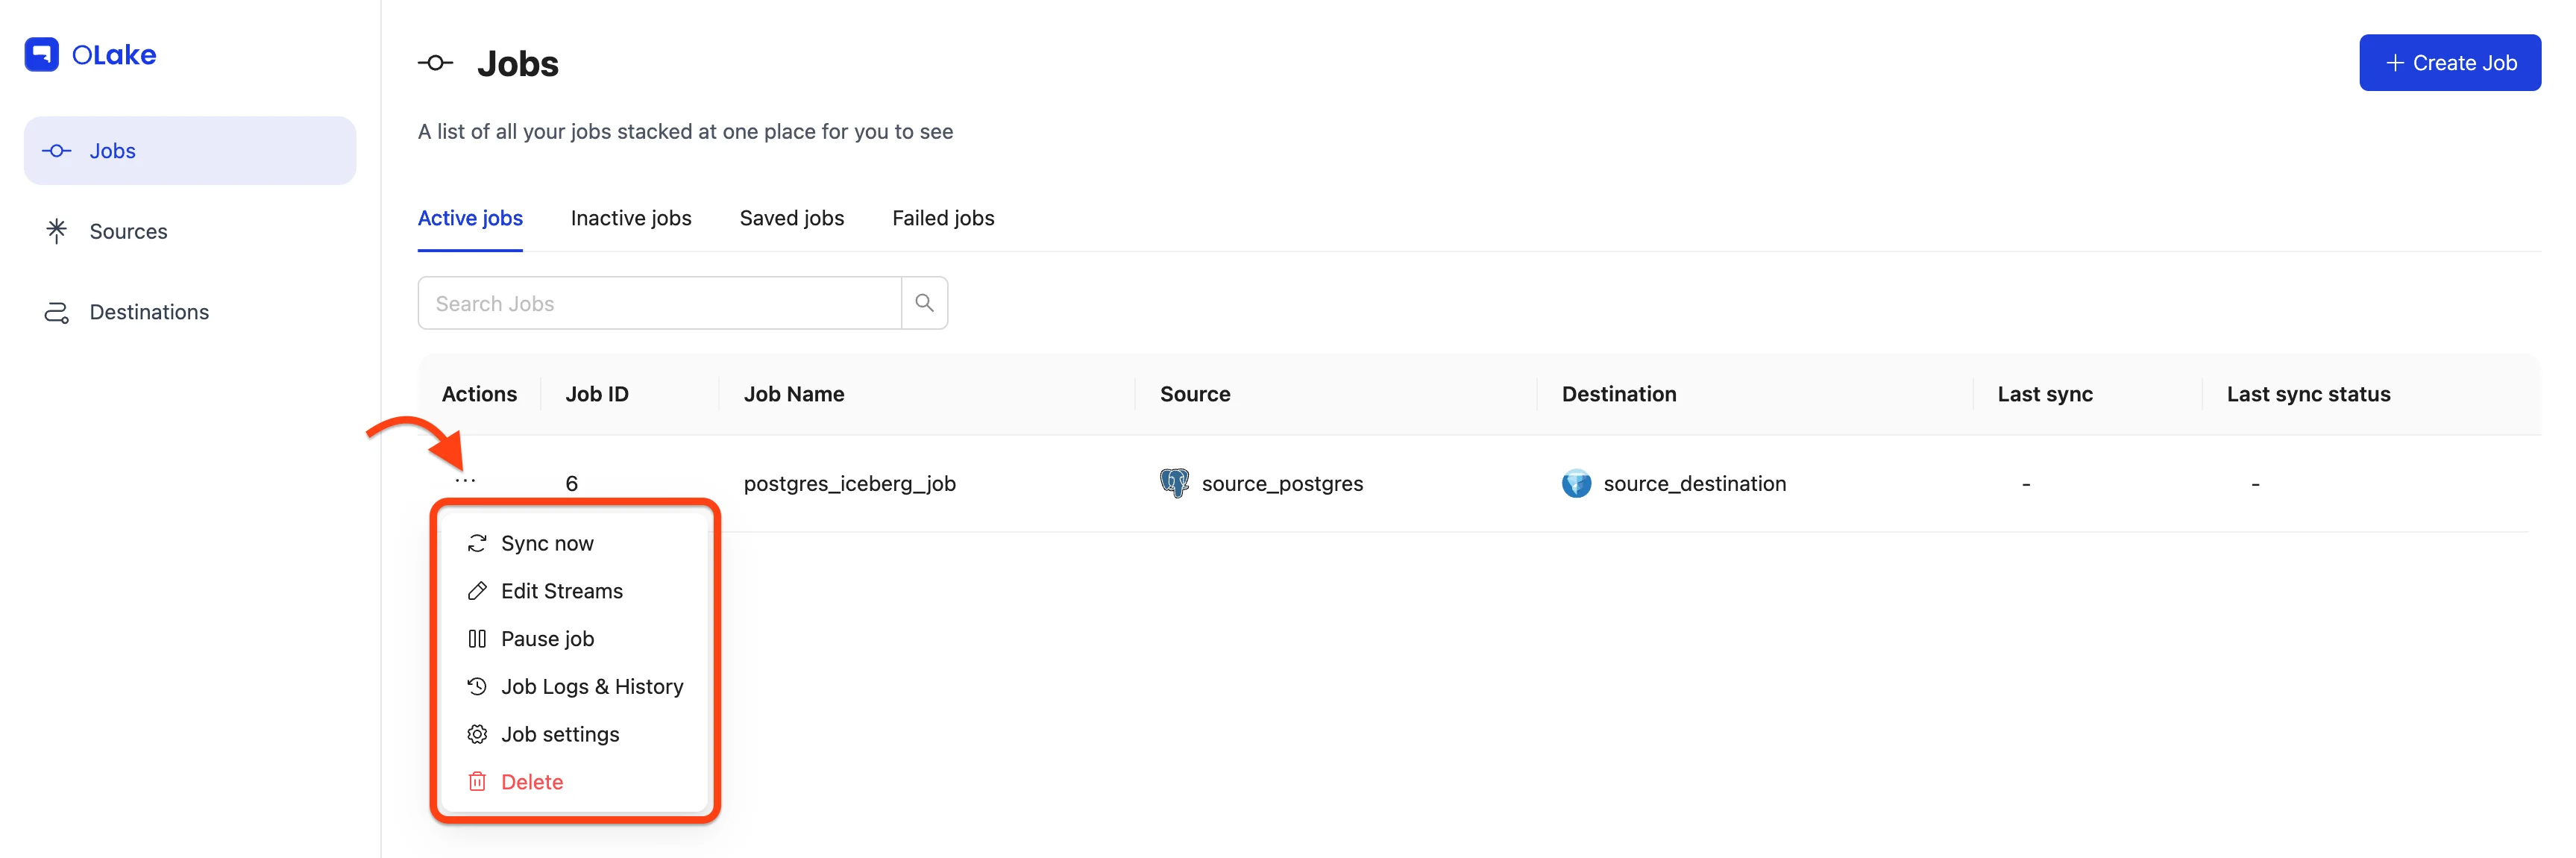 OLake
Jobs
Sources
Destinations
Jobs
+ Create Job
A list of all your jobs stacked at one place for you to see
Active jobs Inactive jobs Saved jobs Failed jobs
Search Jobs
Actions Job ID Job Name Source Destination Last sync Last sync status
... 6 postgres_iceberg_job source_postgres source_destination - -
Sync now
Edit Streams
Pause job
Job Logs & History
Job settings
Delete